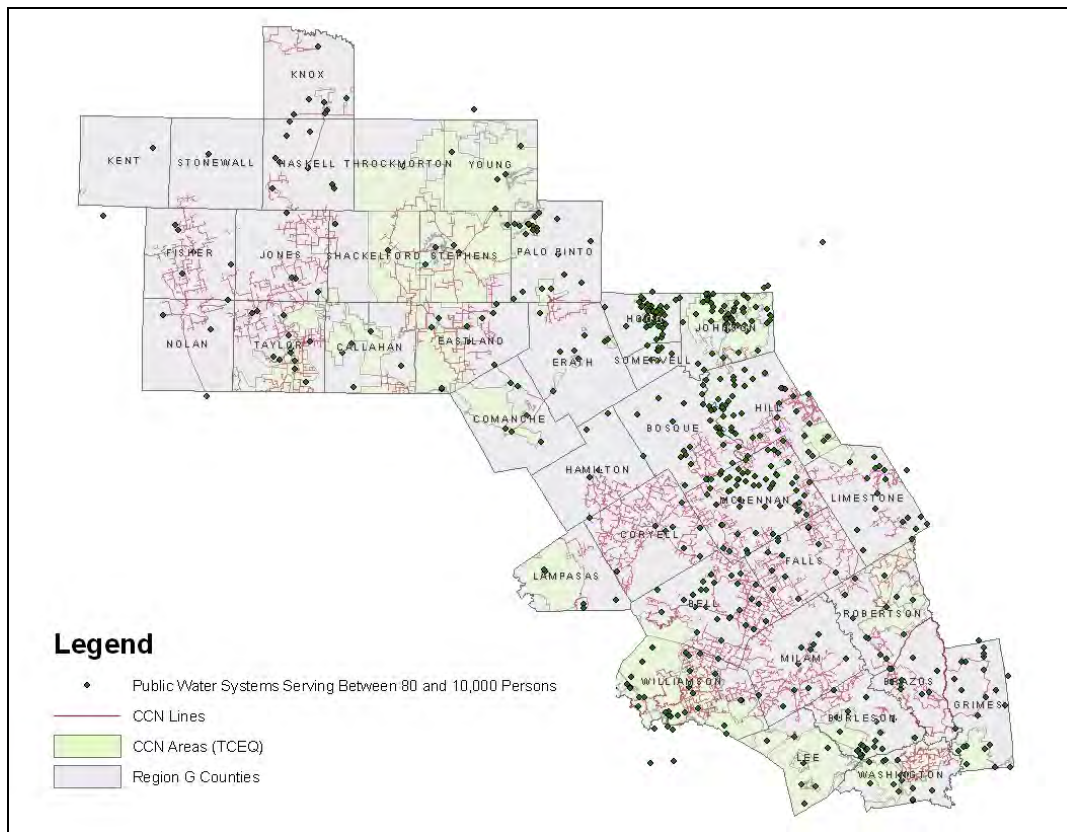 KNOX
KENT
STONEWALL
HASKELL
THROCKMORTON
YOUNG
FISHER
JONES
SHACKELFORD
STEPHENS
PALO PINTO
NOLAN
TAYLOR
CALLAHAN
EASTLAND
ERATH
HOOD
JOHNSON
SOMERVELL
COMANCHE
BOSQUE
HILL
HAMILTON
MCLENNAN
LIMESTONE
CORYELL
FALLS
LAMPASAS
BELL
ROBERTSON
MILAM
WILLIAMSON
BRAZOS
GRIMES
BURLESON
LEE
WASHINGTON
Legend
Public Water Systems Serving Between 80 and 10,000 Persons
CCN Lines
CCN Areas (TCEQ)
Region G Counties